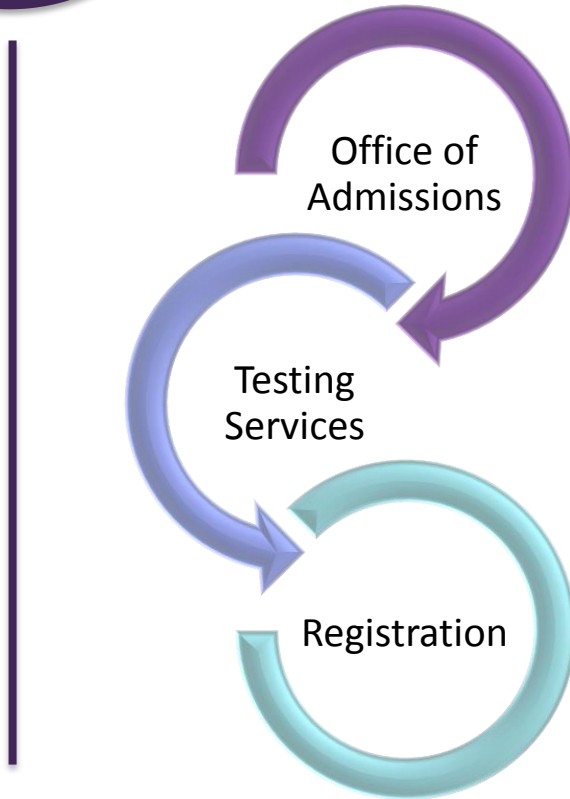 Office of
Admissions
Testing
Services
Registration